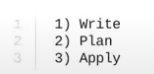 1 1) Write
2 2) Plan
3 3) Apply